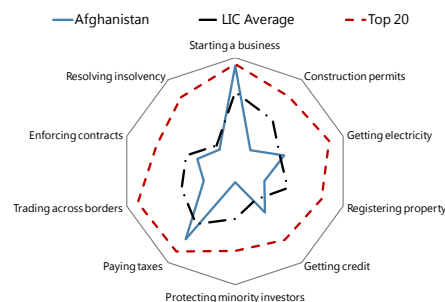 Afghanistan LIC Average Top 20
Starting a business
Resolving insolvency Construction permits
Enforcing contracts Getting electricity
Trading across borders Registering property
Paying taxes Getting credit
Protecting minority investors